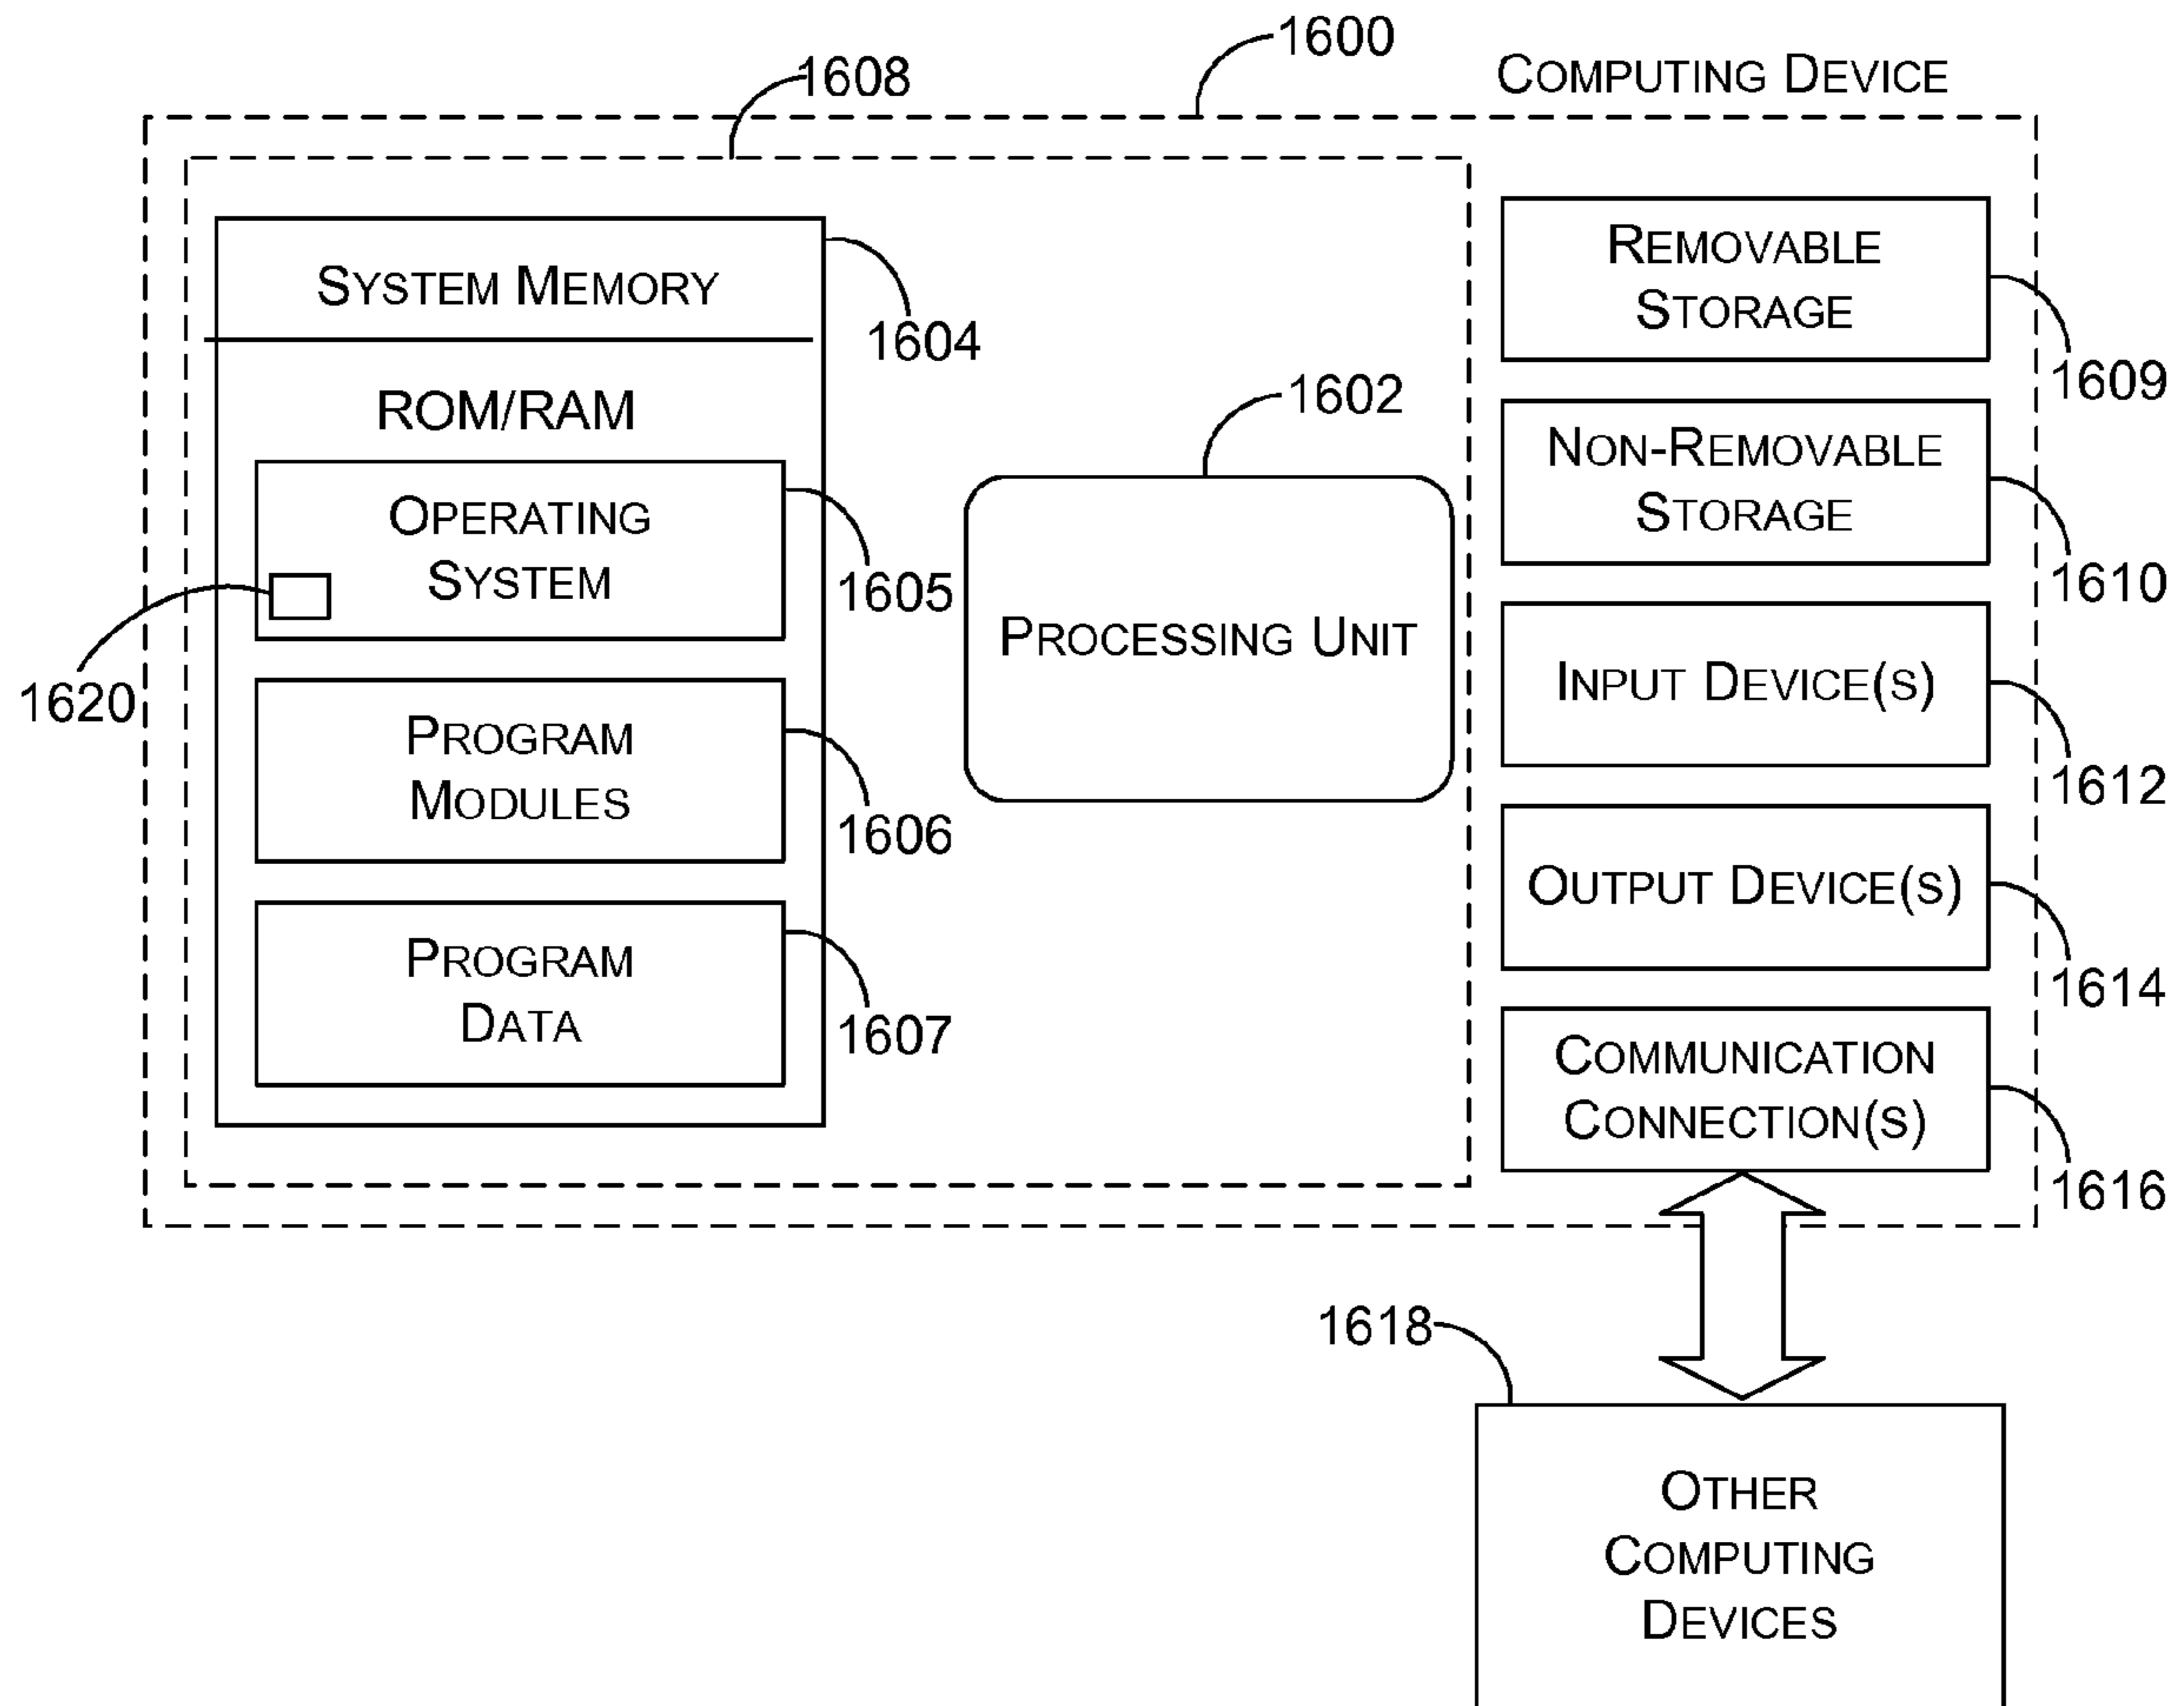 1600
COMPUTING DEVICE
1608
SYSTEM MEMORY
1604
ROM/RAM
OPERATING
SYSTEM
1605
1620
PROGRAM
MODULES
1606
PROGRAM
DATA
1607
1602
PROCESSING UNIT
REMOVABLE
STORAGE
1609
NON-REMOVABLE
STORAGE
1610
INPUT DEVICE(S)
1612
OUTPUT DEVICE(S)
1614
COMMUNICATION
CONNECTION(S)
1616
1618
OTHER
COMPUTING
DEVICES